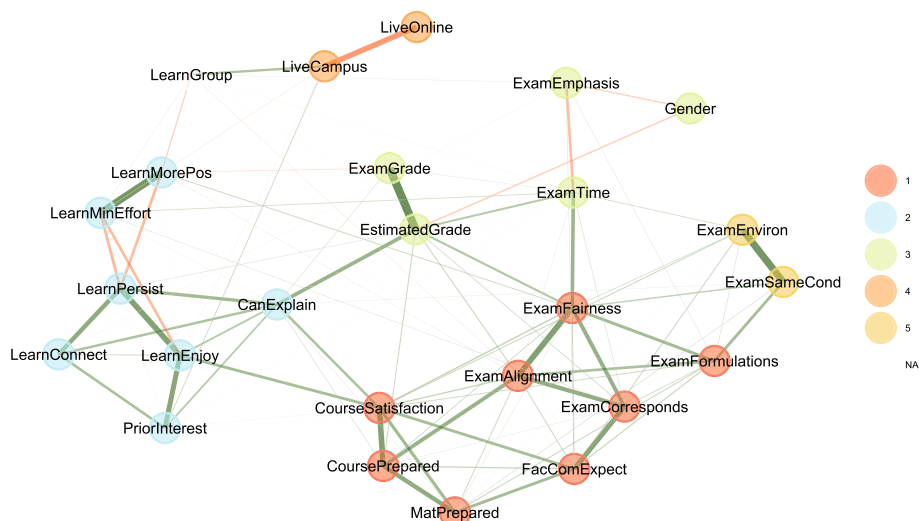 LiveOnline
LiveCampus
LearnGroup
ExamEmphasis
Gender
LearnMorePos
ExamGrade
ExamTime
LearnMinEffort
EstimatedGrade
ExamEnviron
ExamSameCond
LearnPersist
CanExplain
ExamFairness
LearnConnect
LearnEnjoy
ExamFormulations
ExamAlignment
CourseSatisfaction
ExamCorresponds
PriorInterest
CoursePrepared
FacComExpect
MatPrepared
1
2
3
4
5
NA